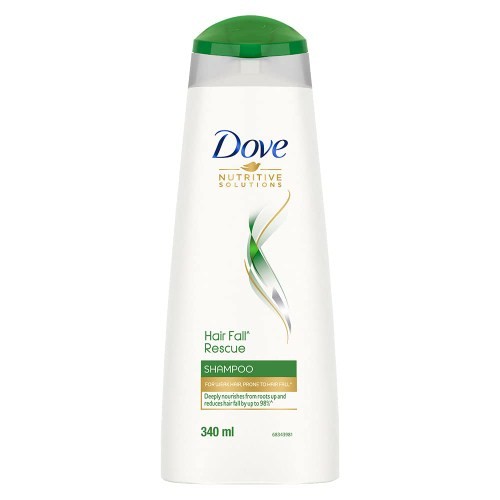 Dove
NUTRITIVE
SOLUTIONS
Hair Fall*
Rescue
SHAMPOO
FOR WEAK HAIR, PRONE TO HAIR FALL*
Deeply nourishes from roots up and
reduces hair fall by up to 98%^
340 ml
68343981